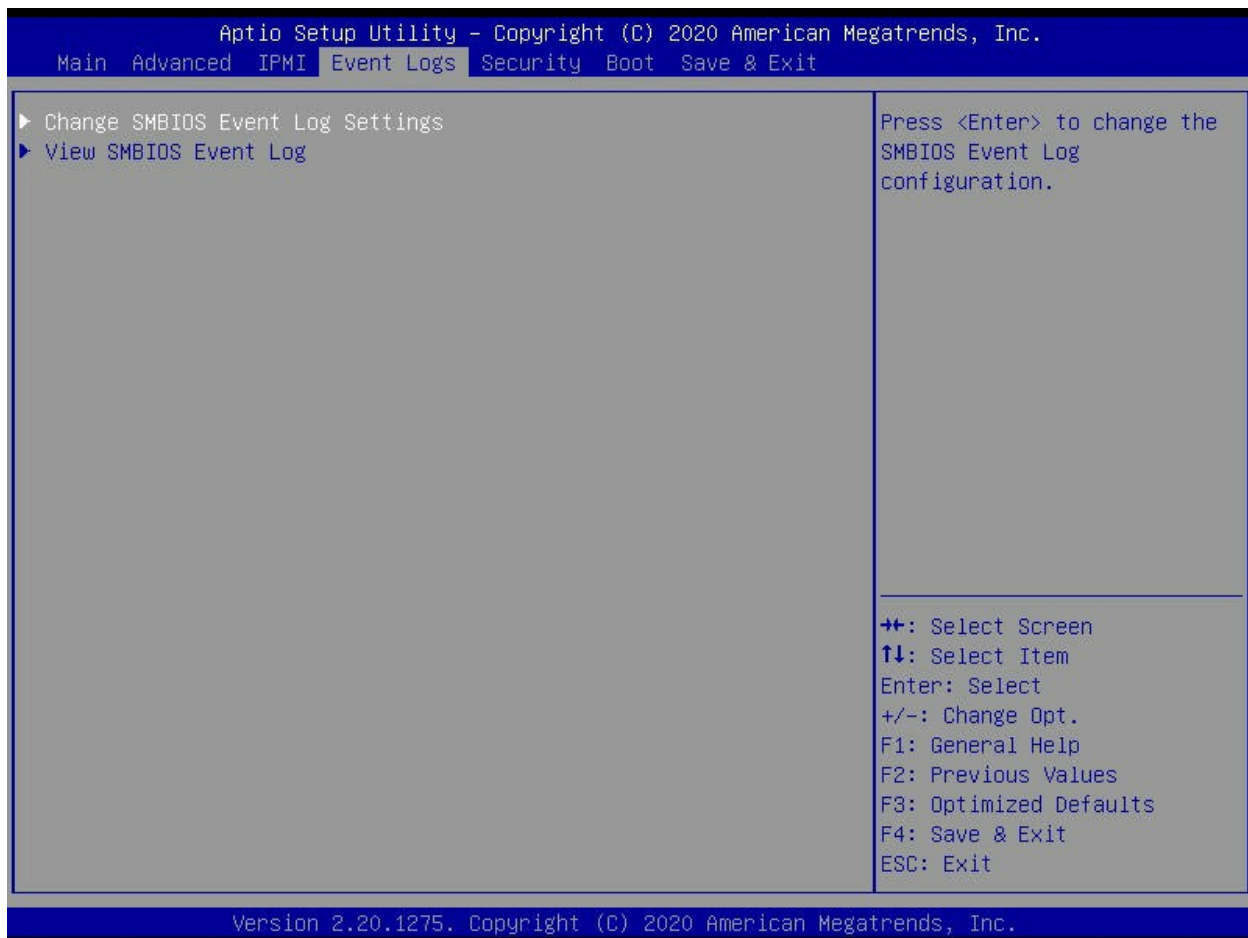 Aptio Setup Utility – Copyright (C) 2020 American Megatrends, Inc.
Main Advanced IPMI Event Logs Security Boot Save & Exit
▶ Change SMBIOS Event Log Settings
▶ View SMBIOS Event Log
Press <Enter> to change the
SMBIOS Event Log
configuration.
→←: Select Screen
↑↓: Select Item
Enter: Select
+/-: Change Opt.
F1: General Help
F2: Previous Values
F3: Optimized Defaults
F4: Save & Exit
ESC: Exit
Version 2.20.1275. Copyright (C) 2020 American Megatrends, Inc.